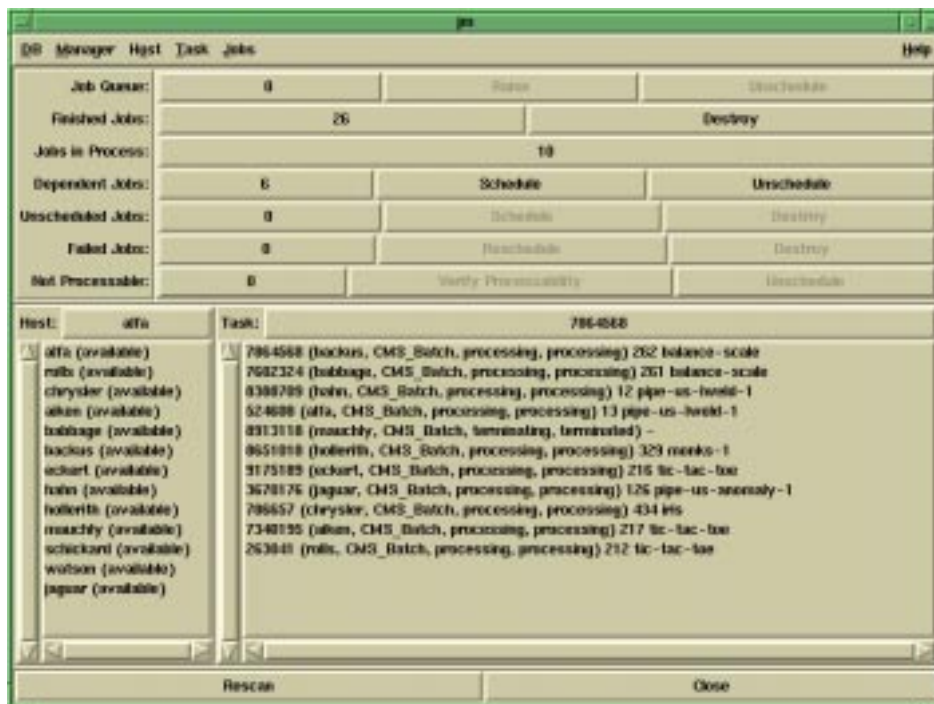 jm
DB Manager Host Task Jobs Help
Job Queue: 0 Raise Unschedule
Finished Jobs: 26 Destroy
Jobs in Process: 10
Dependent Jobs: 6 Schedule Unschedule
Unscheduled Jobs: 0 Schedule Destroy
Failed Jobs: 0 Reschedule Destroy
Not Processable: 0 Verify Processability Unschedule
Host: alfa Task: 7864568
alfa (available)
rolls (available)
chrysler (available)
aiken (available)
babbage (available)
backus (available)
eckert (available)
hahn (available)
hollerith (available)
mauchly (available)
schickard (available)
watson (available)
jaguar (available)
7864568 (backus, CMS_Batch, processing, processing) 262 balance-scale
7602324 (babbage, CMS_Batch, processing, processing) 261 balance-scale
8388789 (hahn, CMS_Batch, processing, processing) 12 pipe-us-lweld-1
524688 (alfa, CMS_Batch, processing, processing) 13 pipe-us-lweld-1
8913118 (mauchly, CMS_Batch, terminating, terminated) -
8651018 (hollerith, CMS_Batch, processing, processing) 329 monks-1
9175189 (eckert, CMS_Batch, processing, processing) 216 tic-tac-toe
3670176 (jaguar, CMS_Batch, processing, processing) 126 pipe-us-anomaly-1
786657 (chrysler, CMS_Batch, processing, processing) 434 iris
7340195 (aiken, CMS_Batch, processing, processing) 217 tic-tac-toe
263041 (rolls, CMS_Batch, processing, processing) 212 tic-tac-toe
Rescan Close